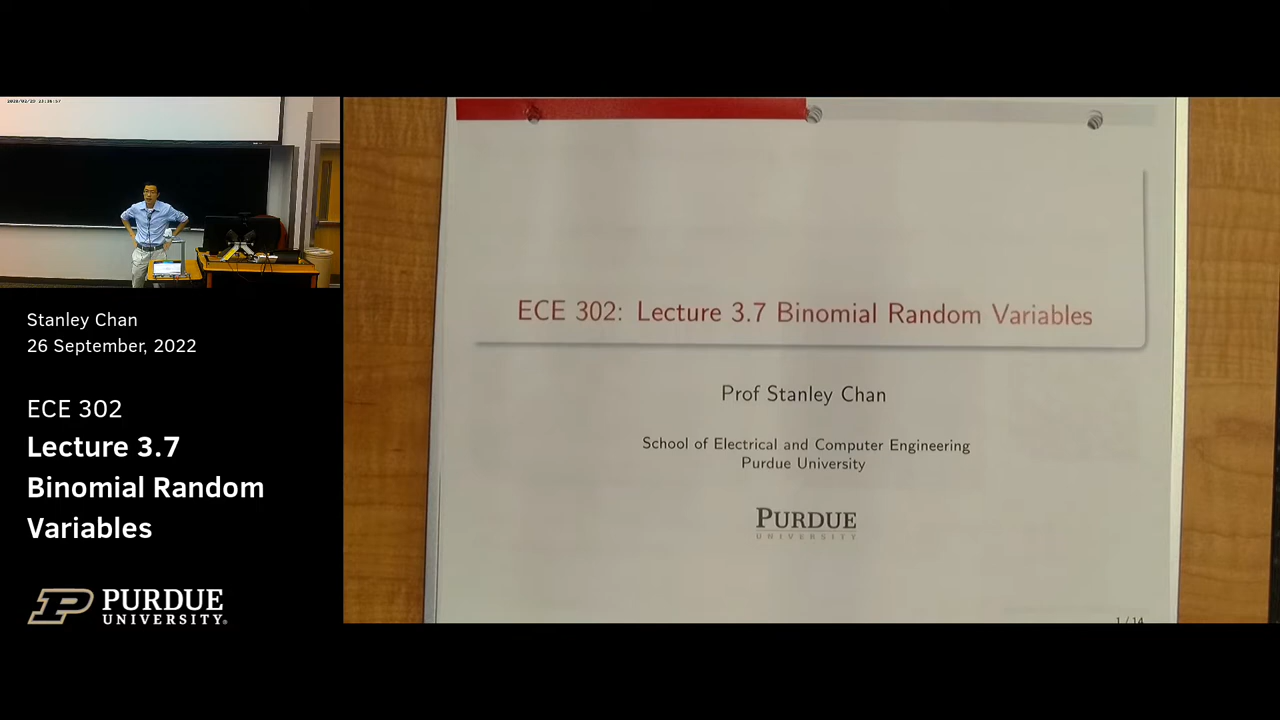 Stanley Chan
26 September, 2022
ECE 302
Lecture 3.7
Binomial Random
Variables
PURDUE
UNIVERSITY®
ECE 302: Lecture 3.7 Binomial Random Variables
Prof Stanley Chan
School of Electrical and Computer Engineering
Purdue University
PURDUE
UNIVERSITY
1 / 14